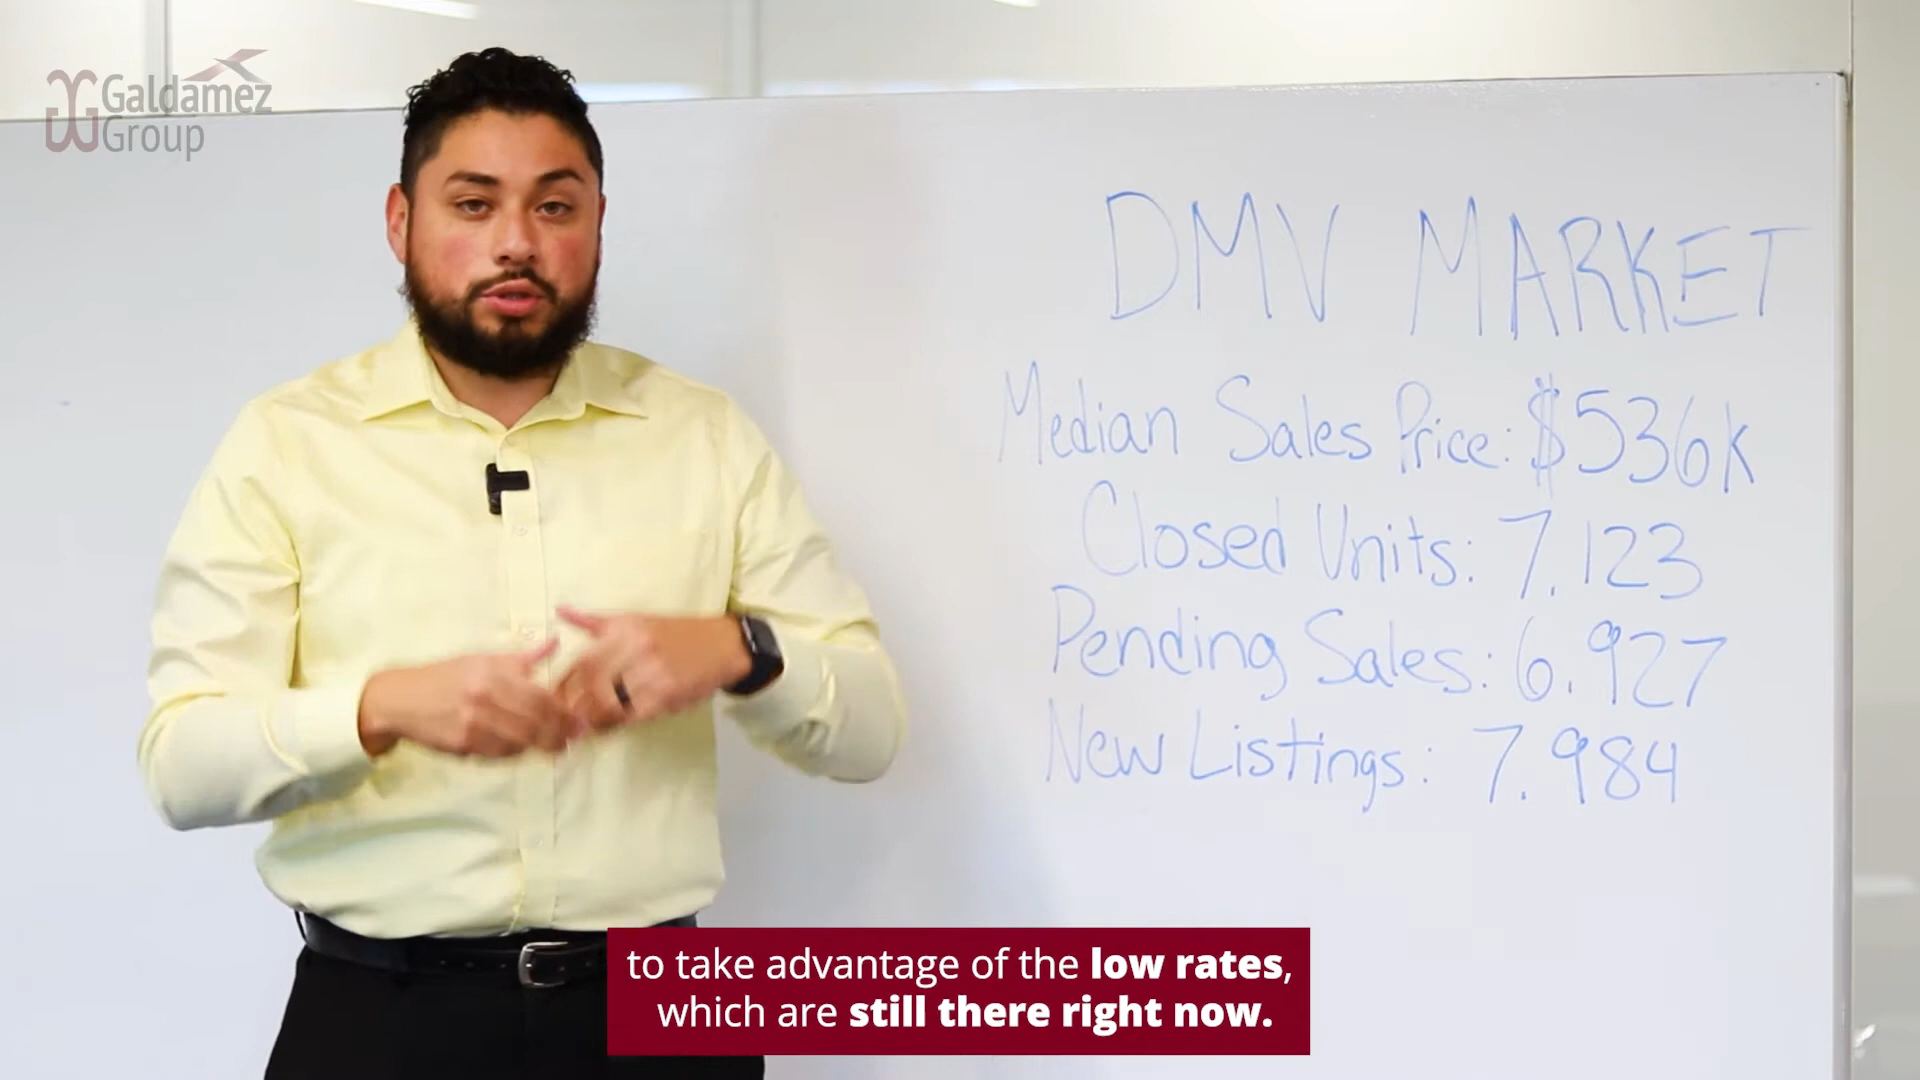 Galdamez
Group
DMV MARKET
Median Sales Price: $536K
Closed Units: 7.123
Pending Sales: 6.927
New Listings: 7.984
to take advantage of the low rates,
which are still there right now.